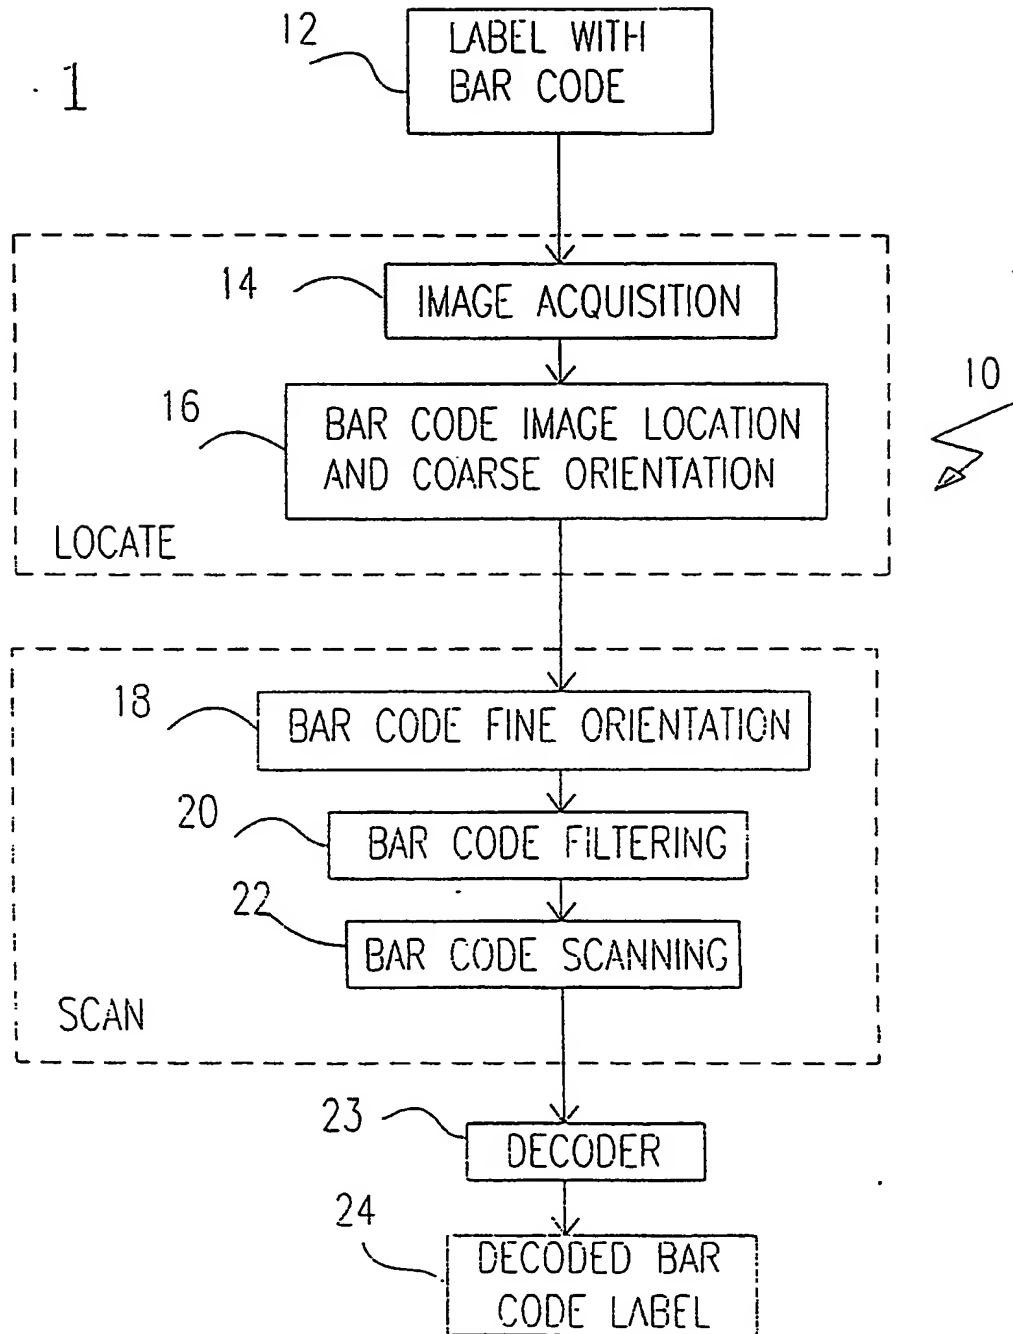 12
LABEL WITH
BAR CODE
1
14
IMAGE ACQUISITION
10
16
BAR CODE IMAGE LOCATION
AND COARSE ORIENTATION
LOCATE
18
BAR CODE FINE ORIENTATION
20
BAR CODE FILTERING
22
BAR CODE SCANNING
SCAN
23
DECODER
24
DECODED BAR
CODE LABEL